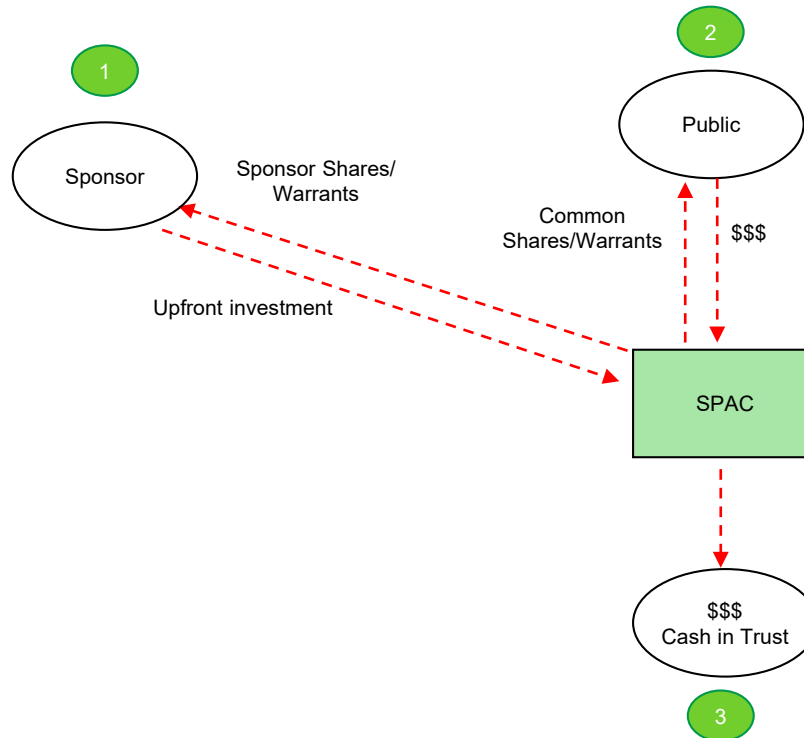 1
2
Public
Sponsor
Sponsor Shares/
Warrants
Common
Shares/Warrants
$$$
Upfront investment
SPAC
$$$
Cash in Trust
3